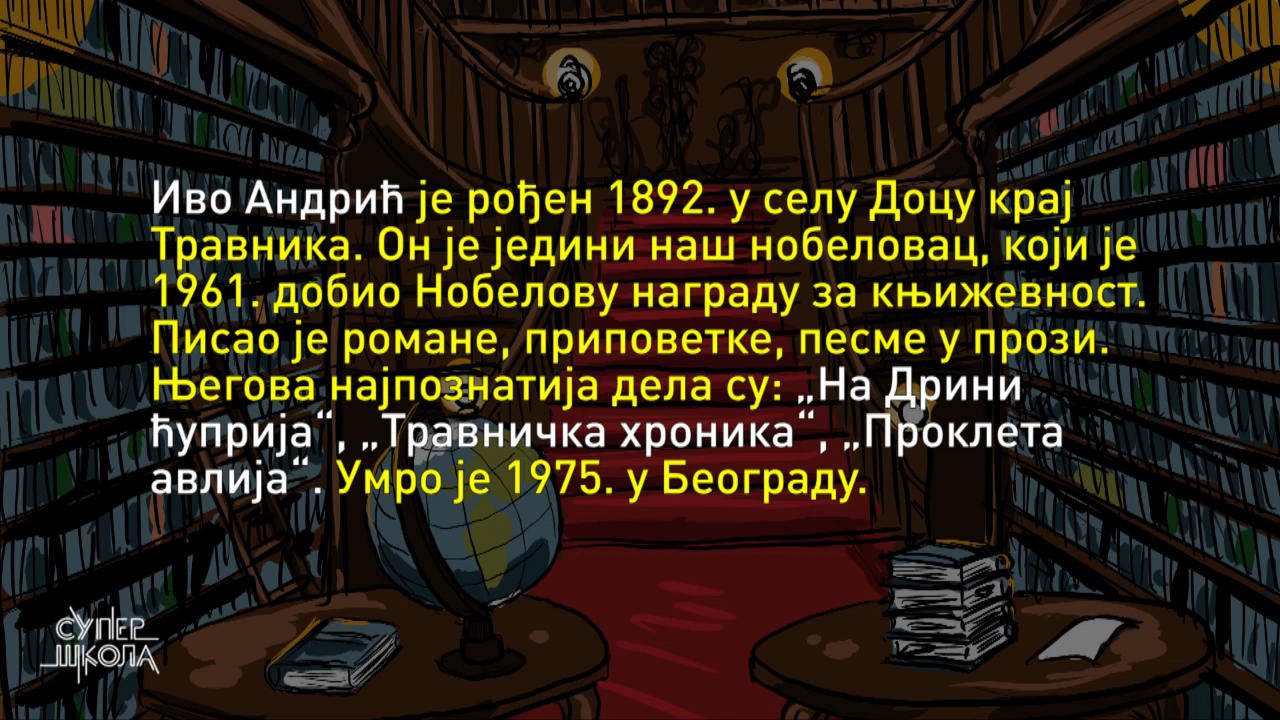 Иво Андрић је рођен 1892. у селу Доцу крај
Травника. Он је једини наш нобеловац, који је
1961. добио Нобелову награду за књижевност.
Писао је романе, приповетке, песме у прози.
Његова најпознатија дела су: „На Дрини
ћуприја“, „Травничка хроника“, „Проклета
авлија“. Умро је 1975. у Београду.
СУПЕР
ШКОЛА